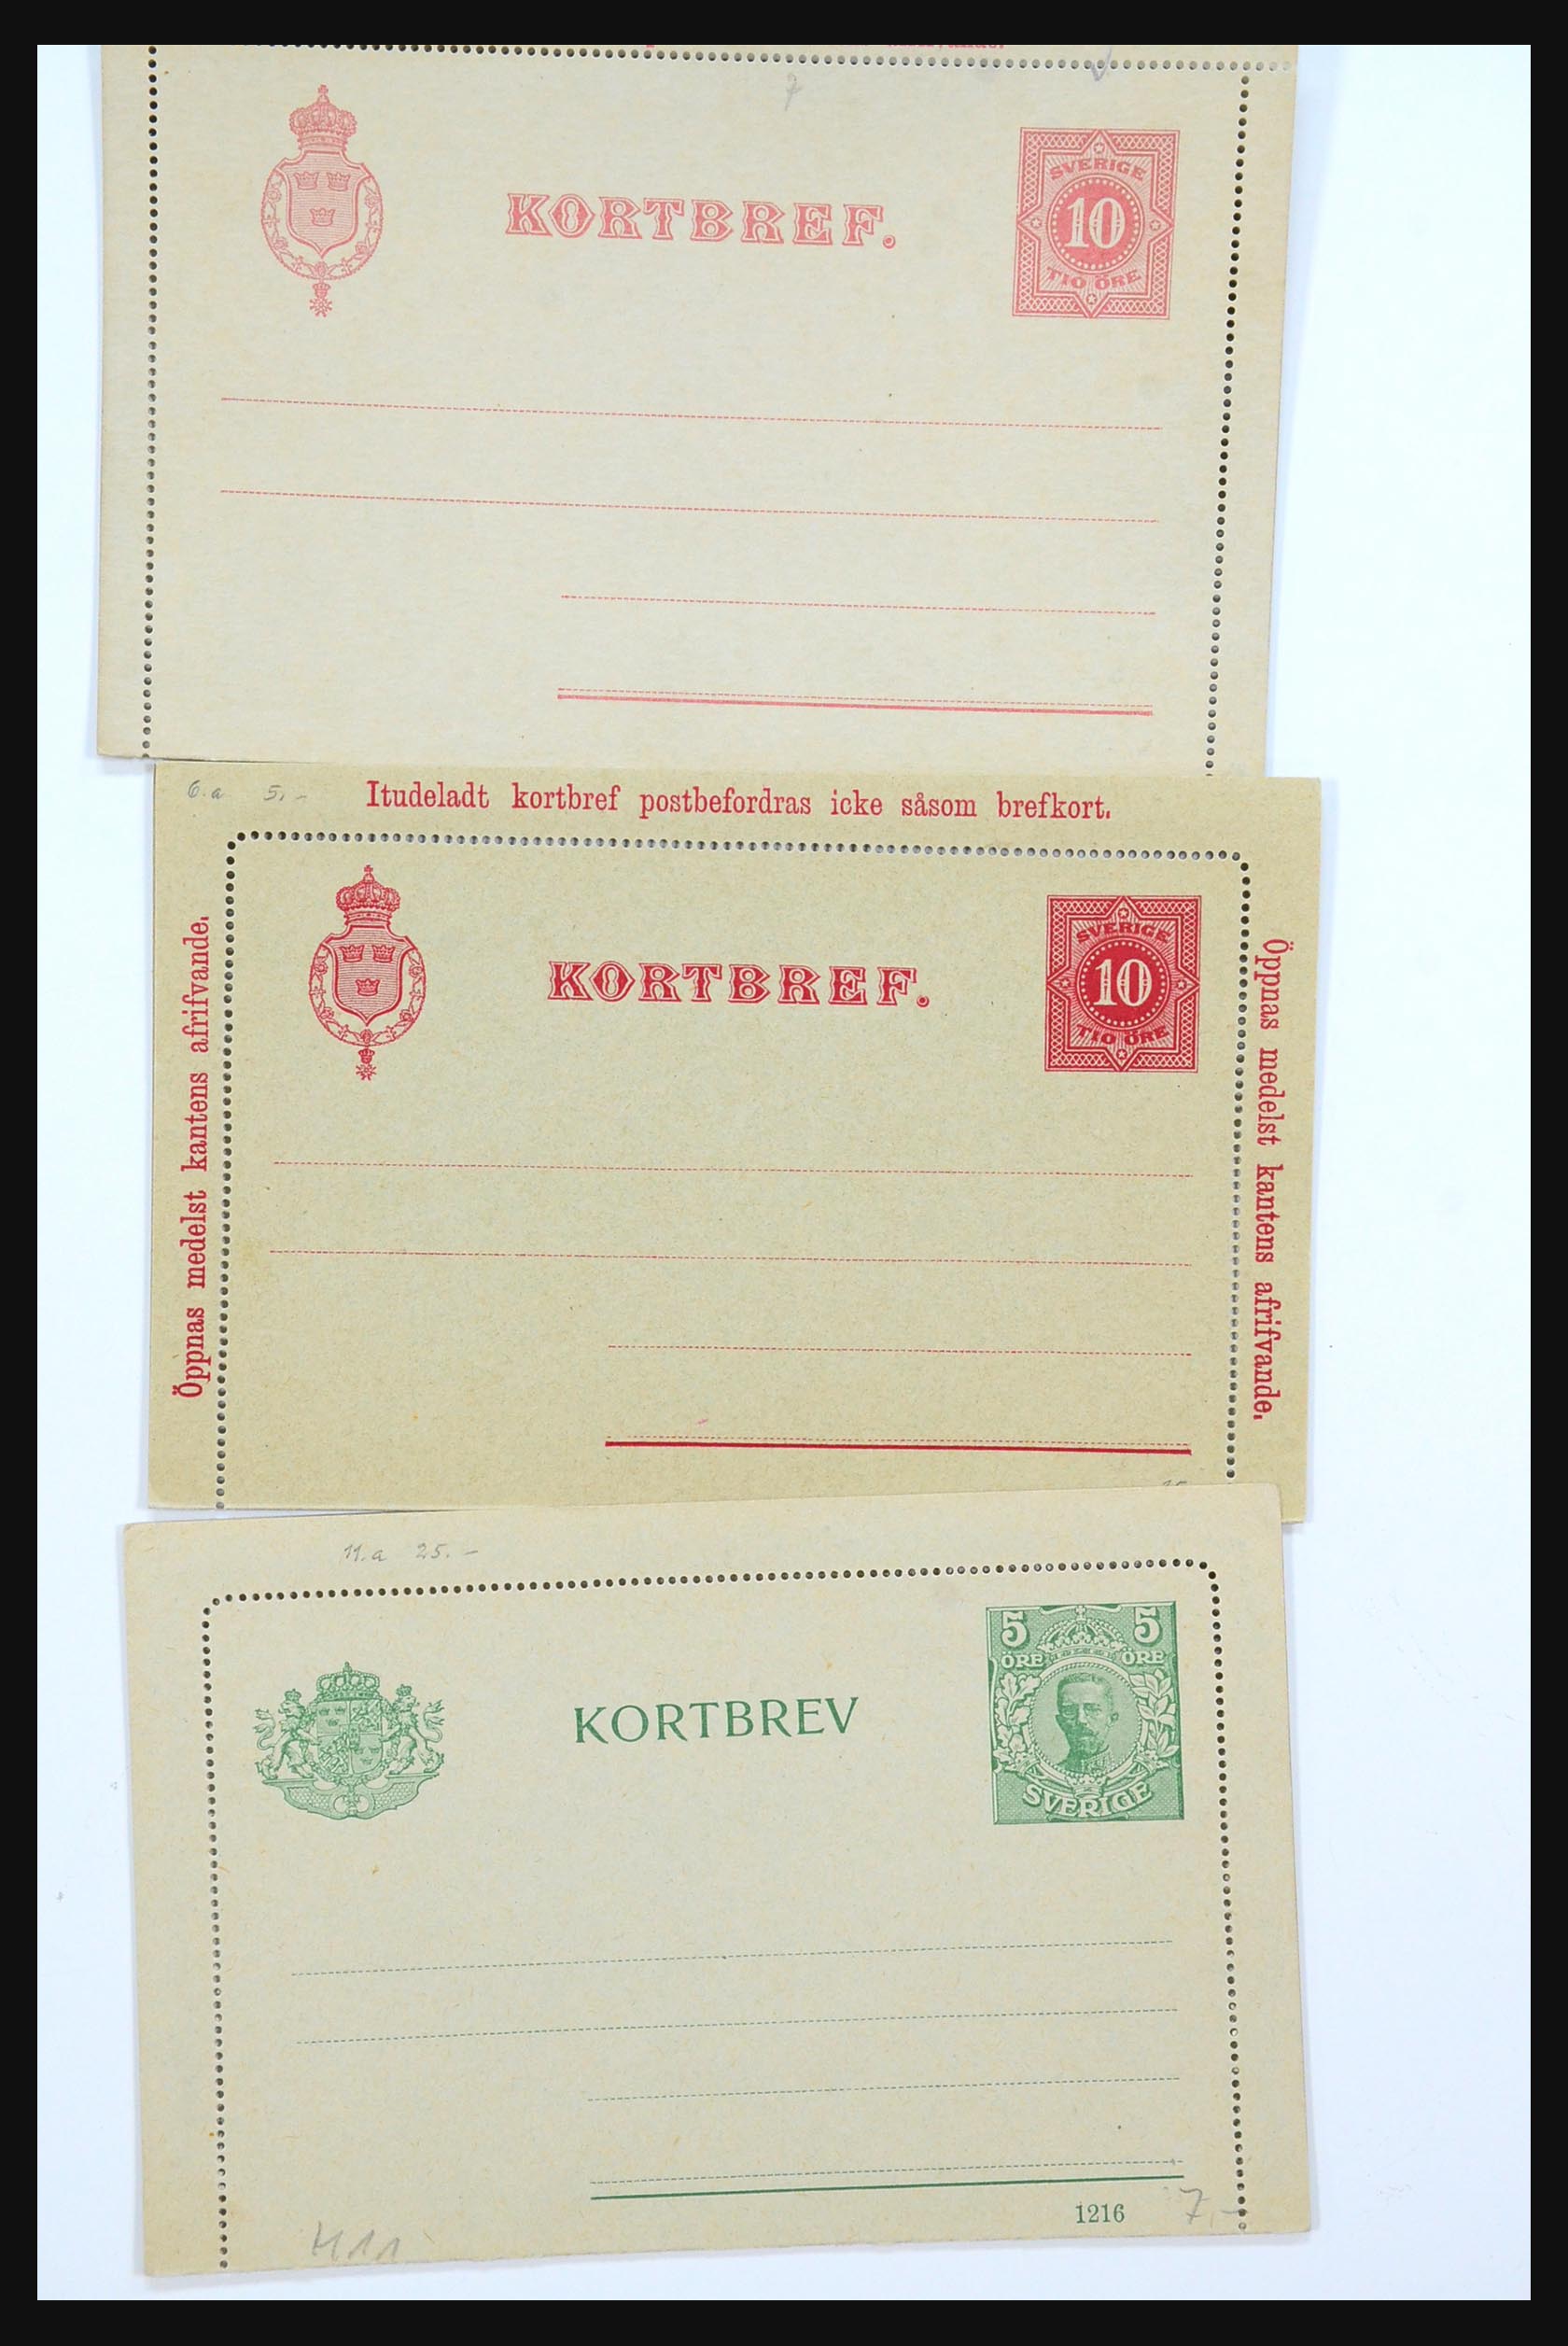 KORTBREF.
SVERIGE
10
TIO ÖRE
6.a 5,-
Itudeladt kortbref postbefordras icke såsom brefkort.
Öppnas medelst kantens afrifvande.
KORTBREF.
SVERIGE
10
TIO ÖRE
Öppnas medelst kantens afrifvande.
11.a 25.-
KORTBREV
5 5
ÖRE ÖRE
SVERIGE
1216
7,-
H11